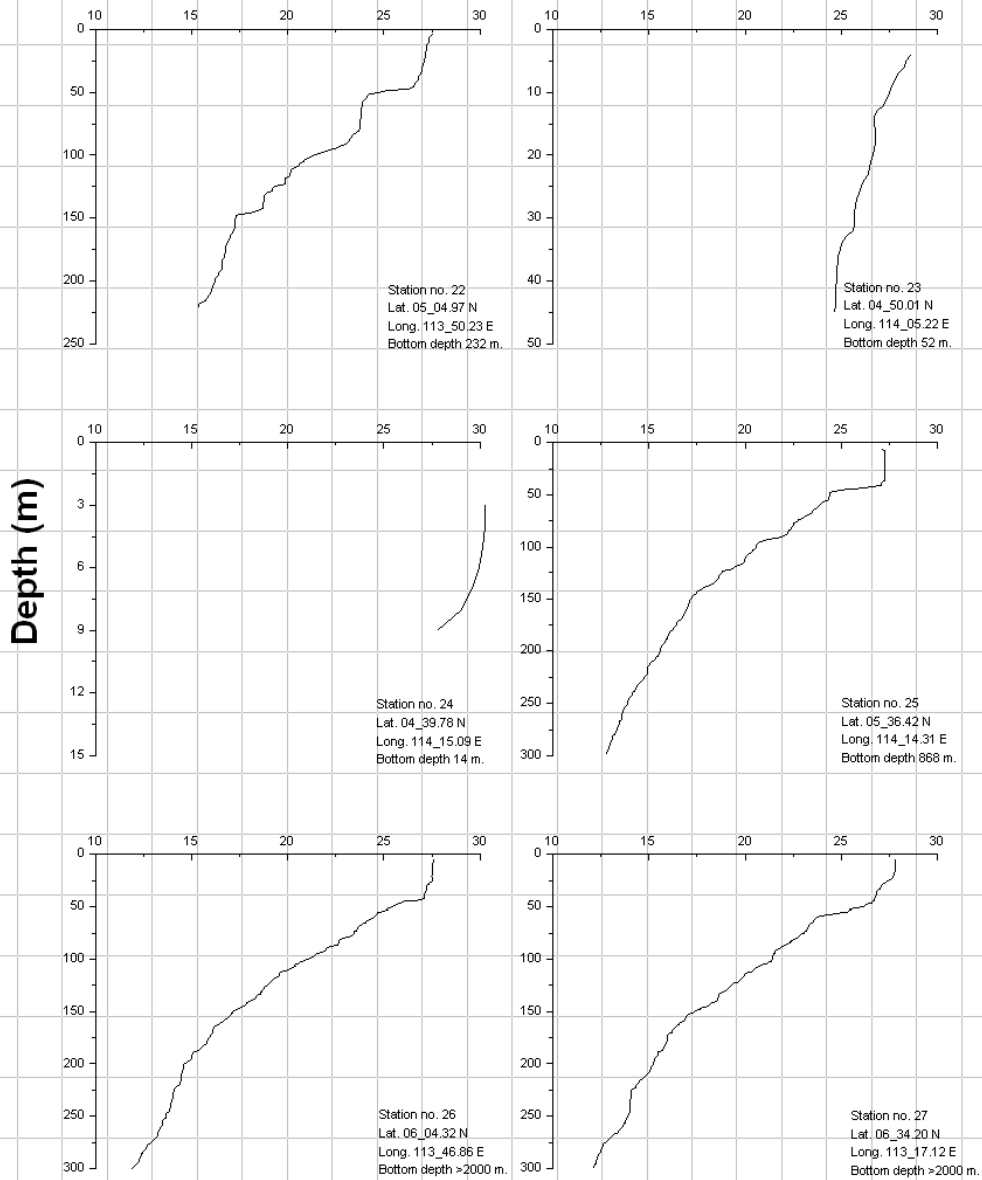 10 15 20 25 30
0
50
100
150
200
250
Station no. 22
Lat. 05_04.97 N
Long. 113_50.23 E
Bottom depth 232 m.
10 15 20 25 30
0
10
20
30
40
50
Station no. 23
Lat. 04_50.01 N
Long. 114_05.22 E
Bottom depth 52 m.
Depth (m)
10 15 20 25 30
0
3
6
9
12
15
Station no. 24
Lat. 04_39.78 N
Long. 114_15.09 E
Bottom depth 14 m.
10 15 20 25 30
0
50
100
150
200
250
300
Station no. 25
Lat. 05_36.42 N
Long. 114_14.31 E
Bottom depth 868 m.
10 15 20 25 30
0
50
100
150
200
250
300
Station no. 26
Lat. 06_04.32 N
Long. 113_46.86 E
Bottom depth >2000 m.
10 15 20 25 30
0
50
100
150
200
250
300
Station no. 27
Lat. 06_34.20 N
Long. 113_17.12 E
Bottom depth >2000 m.